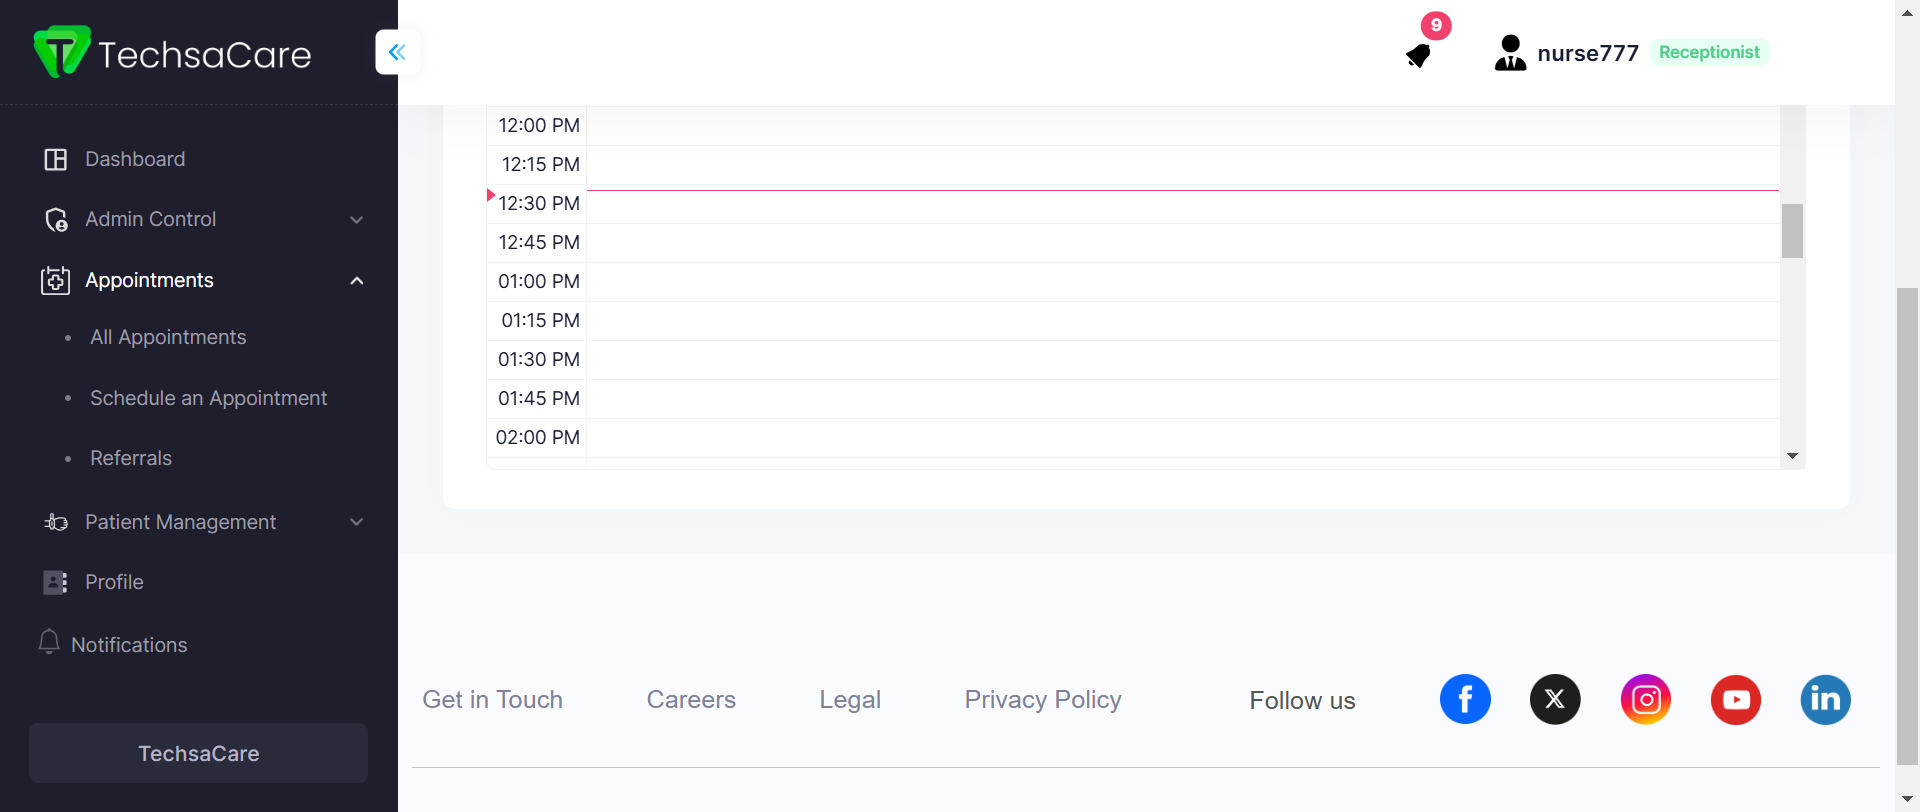 TechsaCare
9
nurse777 Receptionist
Dashboard
Admin Control
Appointments
All Appointments
Schedule an Appointment
Referrals
Patient Management
Profile
Notifications
TechsaCare
12:00 PM
12:15 PM
12:30 PM
12:45 PM
01:00 PM
01:15 PM
01:30 PM
01:45 PM
02:00 PM
Get in Touch Careers Legal Privacy Policy Follow us